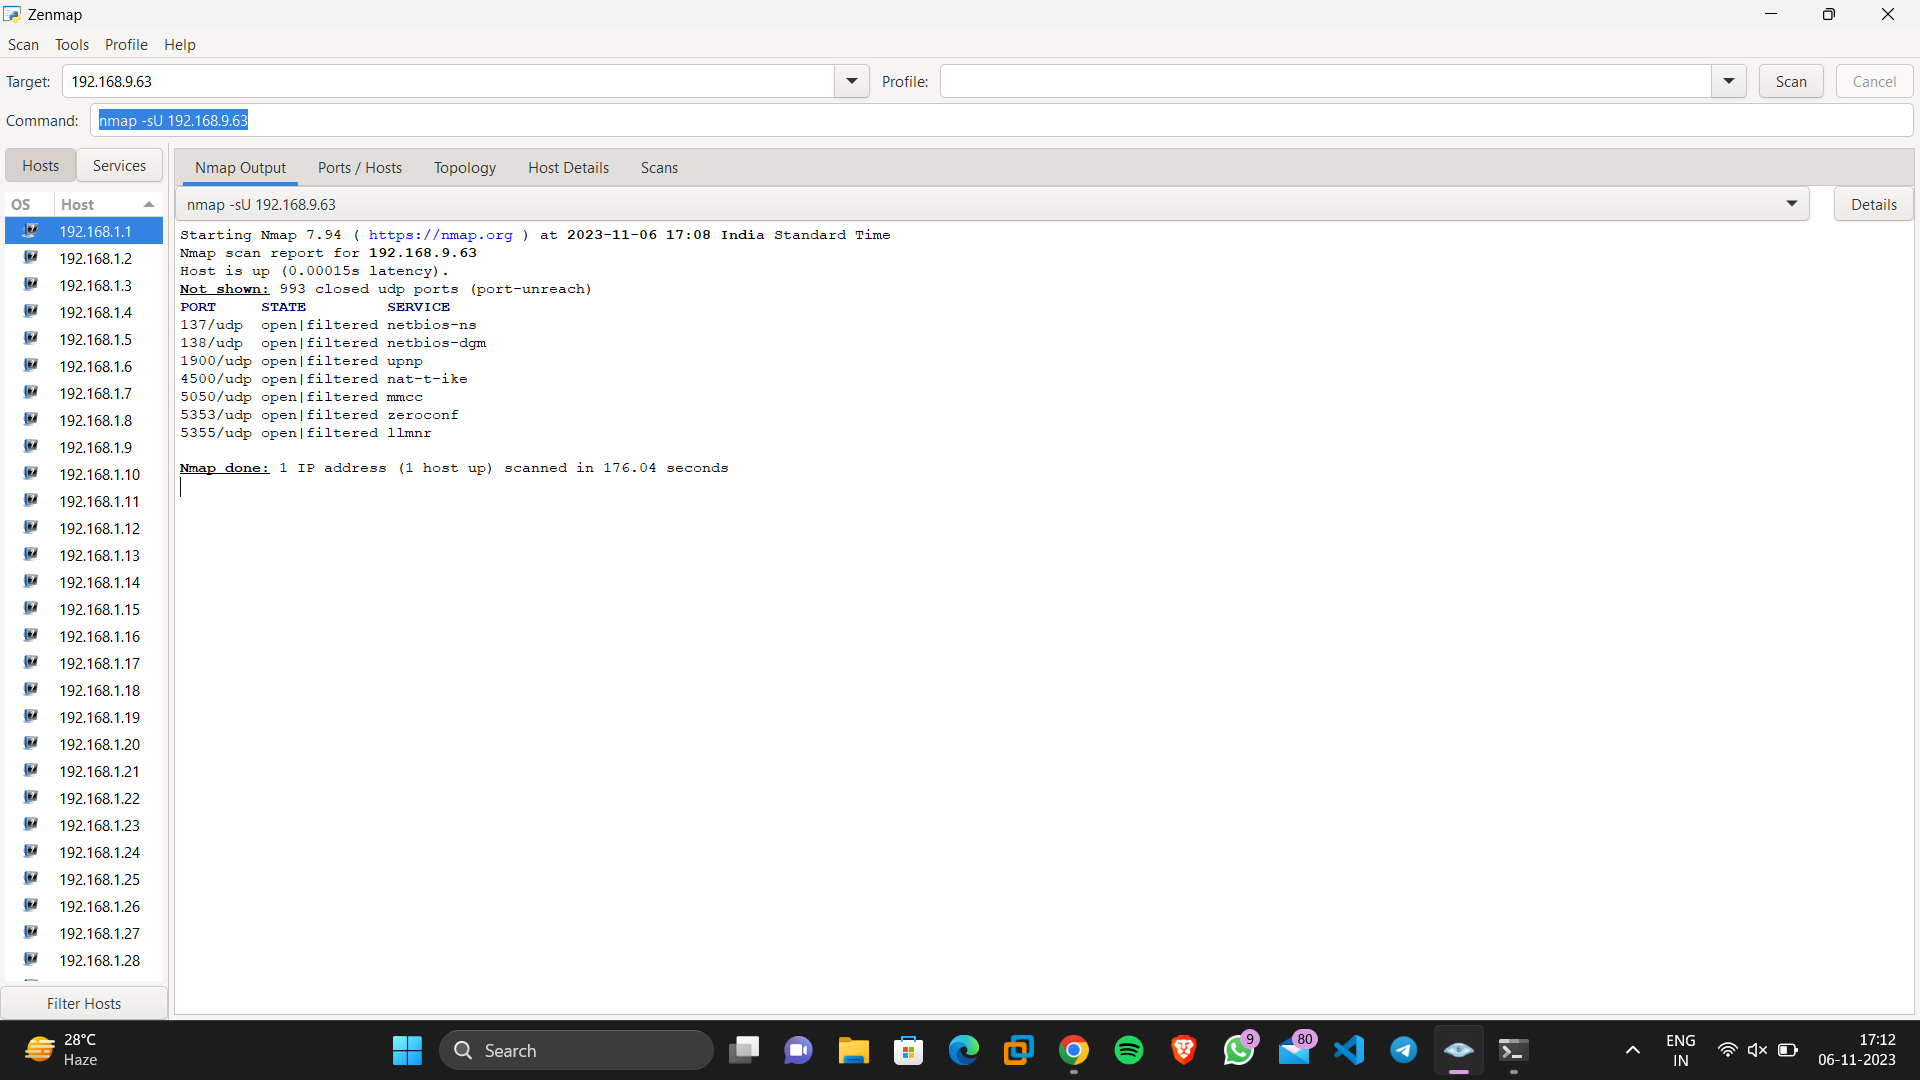 Zenmap
Scan Tools Profile Help
Target: 192.168.9.63 Profile: Scan Cancel
Command: nmap -sU 192.168.9.63
Hosts Services
Nmap Output Ports / Hosts Topology Host Details Scans
OS Host
nmap -sU 192.168.9.63 Details
192.168.1.1
192.168.1.2
192.168.1.3
192.168.1.4
192.168.1.5
192.168.1.6
192.168.1.7
192.168.1.8
192.168.1.9
192.168.1.10
192.168.1.11
192.168.1.12
192.168.1.13
192.168.1.14
192.168.1.15
192.168.1.16
192.168.1.17
192.168.1.18
192.168.1.19
192.168.1.20
192.168.1.21
192.168.1.22
192.168.1.23
192.168.1.24
192.168.1.25
192.168.1.26
192.168.1.27
192.168.1.28
Filter Hosts
Starting Nmap 7.94 ( https://nmap.org ) at 2023-11-06 17:08 India Standard Time
Nmap scan report for 192.168.9.63
Host is up (0.00015s latency).
Not shown: 993 closed udp ports (port-unreach)
PORT STATE SERVICE
137/udp open|filtered netbios-ns
138/udp open|filtered netbios-dgm
1900/udp open|filtered upnp
4500/udp open|filtered nat-t-ike
5050/udp open|filtered mmcc
5353/udp open|filtered zeroconf
5355/udp open|filtered llmnr
Nmap done: 1 IP address (1 host up) scanned in 176.04 seconds
28°C
Haze
Search
9
80
ENG
IN
17:12
06-11-2023